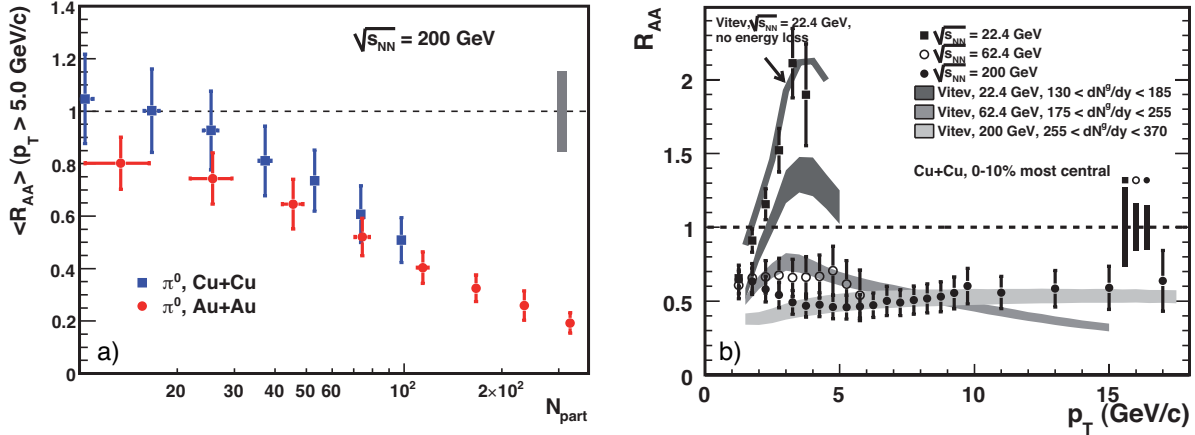 <R_AA> (p_T > 5.0 GeV/c)
1.4
1.2
1
0.8
0.6
0.4
0.2
0
√s_NN = 200 GeV
π⁰, Cu+Cu
π⁰, Au+Au
a)
20 30 40 50 60 10² 2×10²
N_part
R_AA
2
1.5
1
0.5
0
Vitev, √s_NN = 22.4 GeV,
no energy loss
√s_NN = 22.4 GeV
√s_NN = 62.4 GeV
√s_NN = 200 GeV
Vitev, 22.4 GeV, 130 < dN^g/dy < 185
Vitev, 62.4 GeV, 175 < dN^g/dy < 255
Vitev, 200 GeV, 255 < dN^g/dy < 370
Cu+Cu, 0-10% most central
b)
0 5 10 15
p_T (GeV/c)